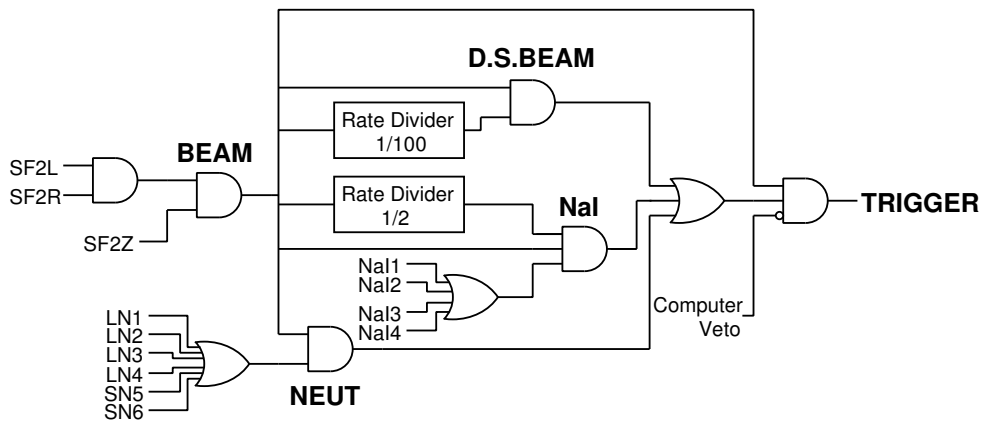 D.S.BEAM
Rate Divider
1/100
BEAM
SF2L
SF2R
SF2Z
Rate Divider
1/2
NaI
TRIGGER
NaI1
NaI2
NaI3
NaI4
Computer
Veto
LN1
LN2
LN3
LN4
SN5
SN6
NEUT